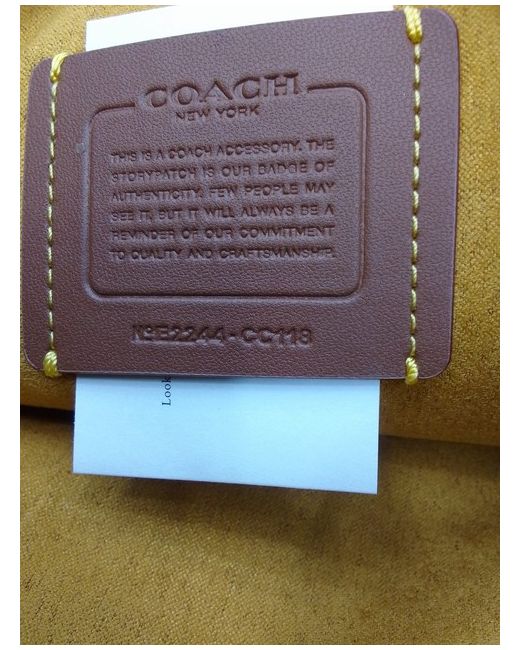 COACH
NEW YORK
THIS IS A COACH ACCESSORY. THE
STORYPATCH IS OUR BADGE OF
AUTHENTICITY. FEW PEOPLE MAY
SEE IT, BUT IT WILL ALWAYS BE A
REMINDER OF OUR COMMITMENT
TO QUALITY AND CRAFTSMANSHIP.
Nº E2244-CC118
Look